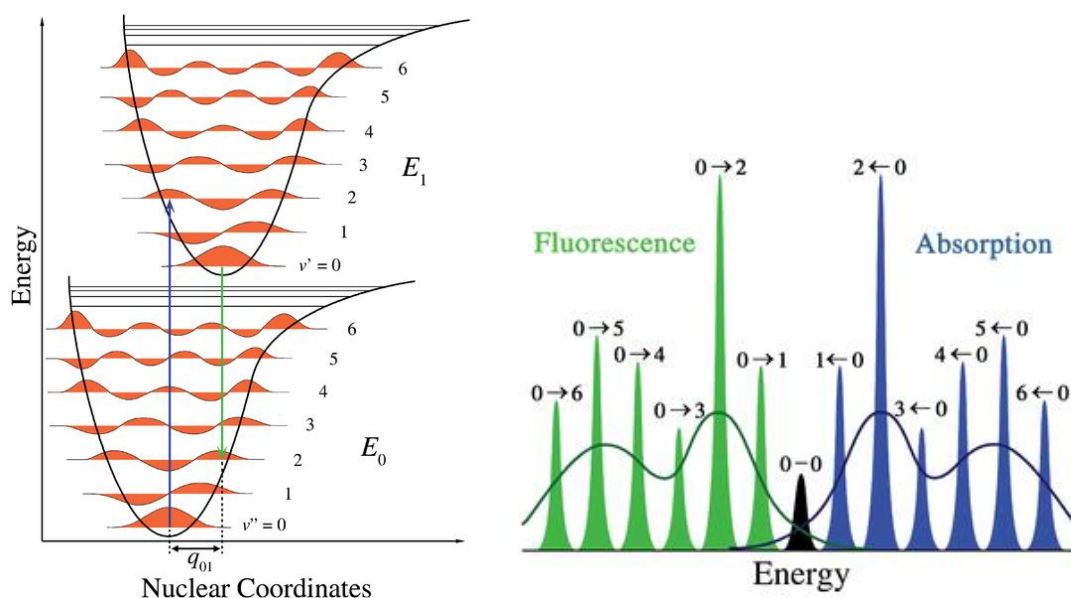 Energy
6
5
4
3
E₁
2
1
v' = 0
6
5
4
3
E₀
2
1
v" = 0
q₀₁
Nuclear Coordinates
0→2
2←0
Fluorescence
Absorption
0→5
5←0
0→4
0→1
1←0
4←0
0→6
6←0
0→3
3←0
0-0
Energy